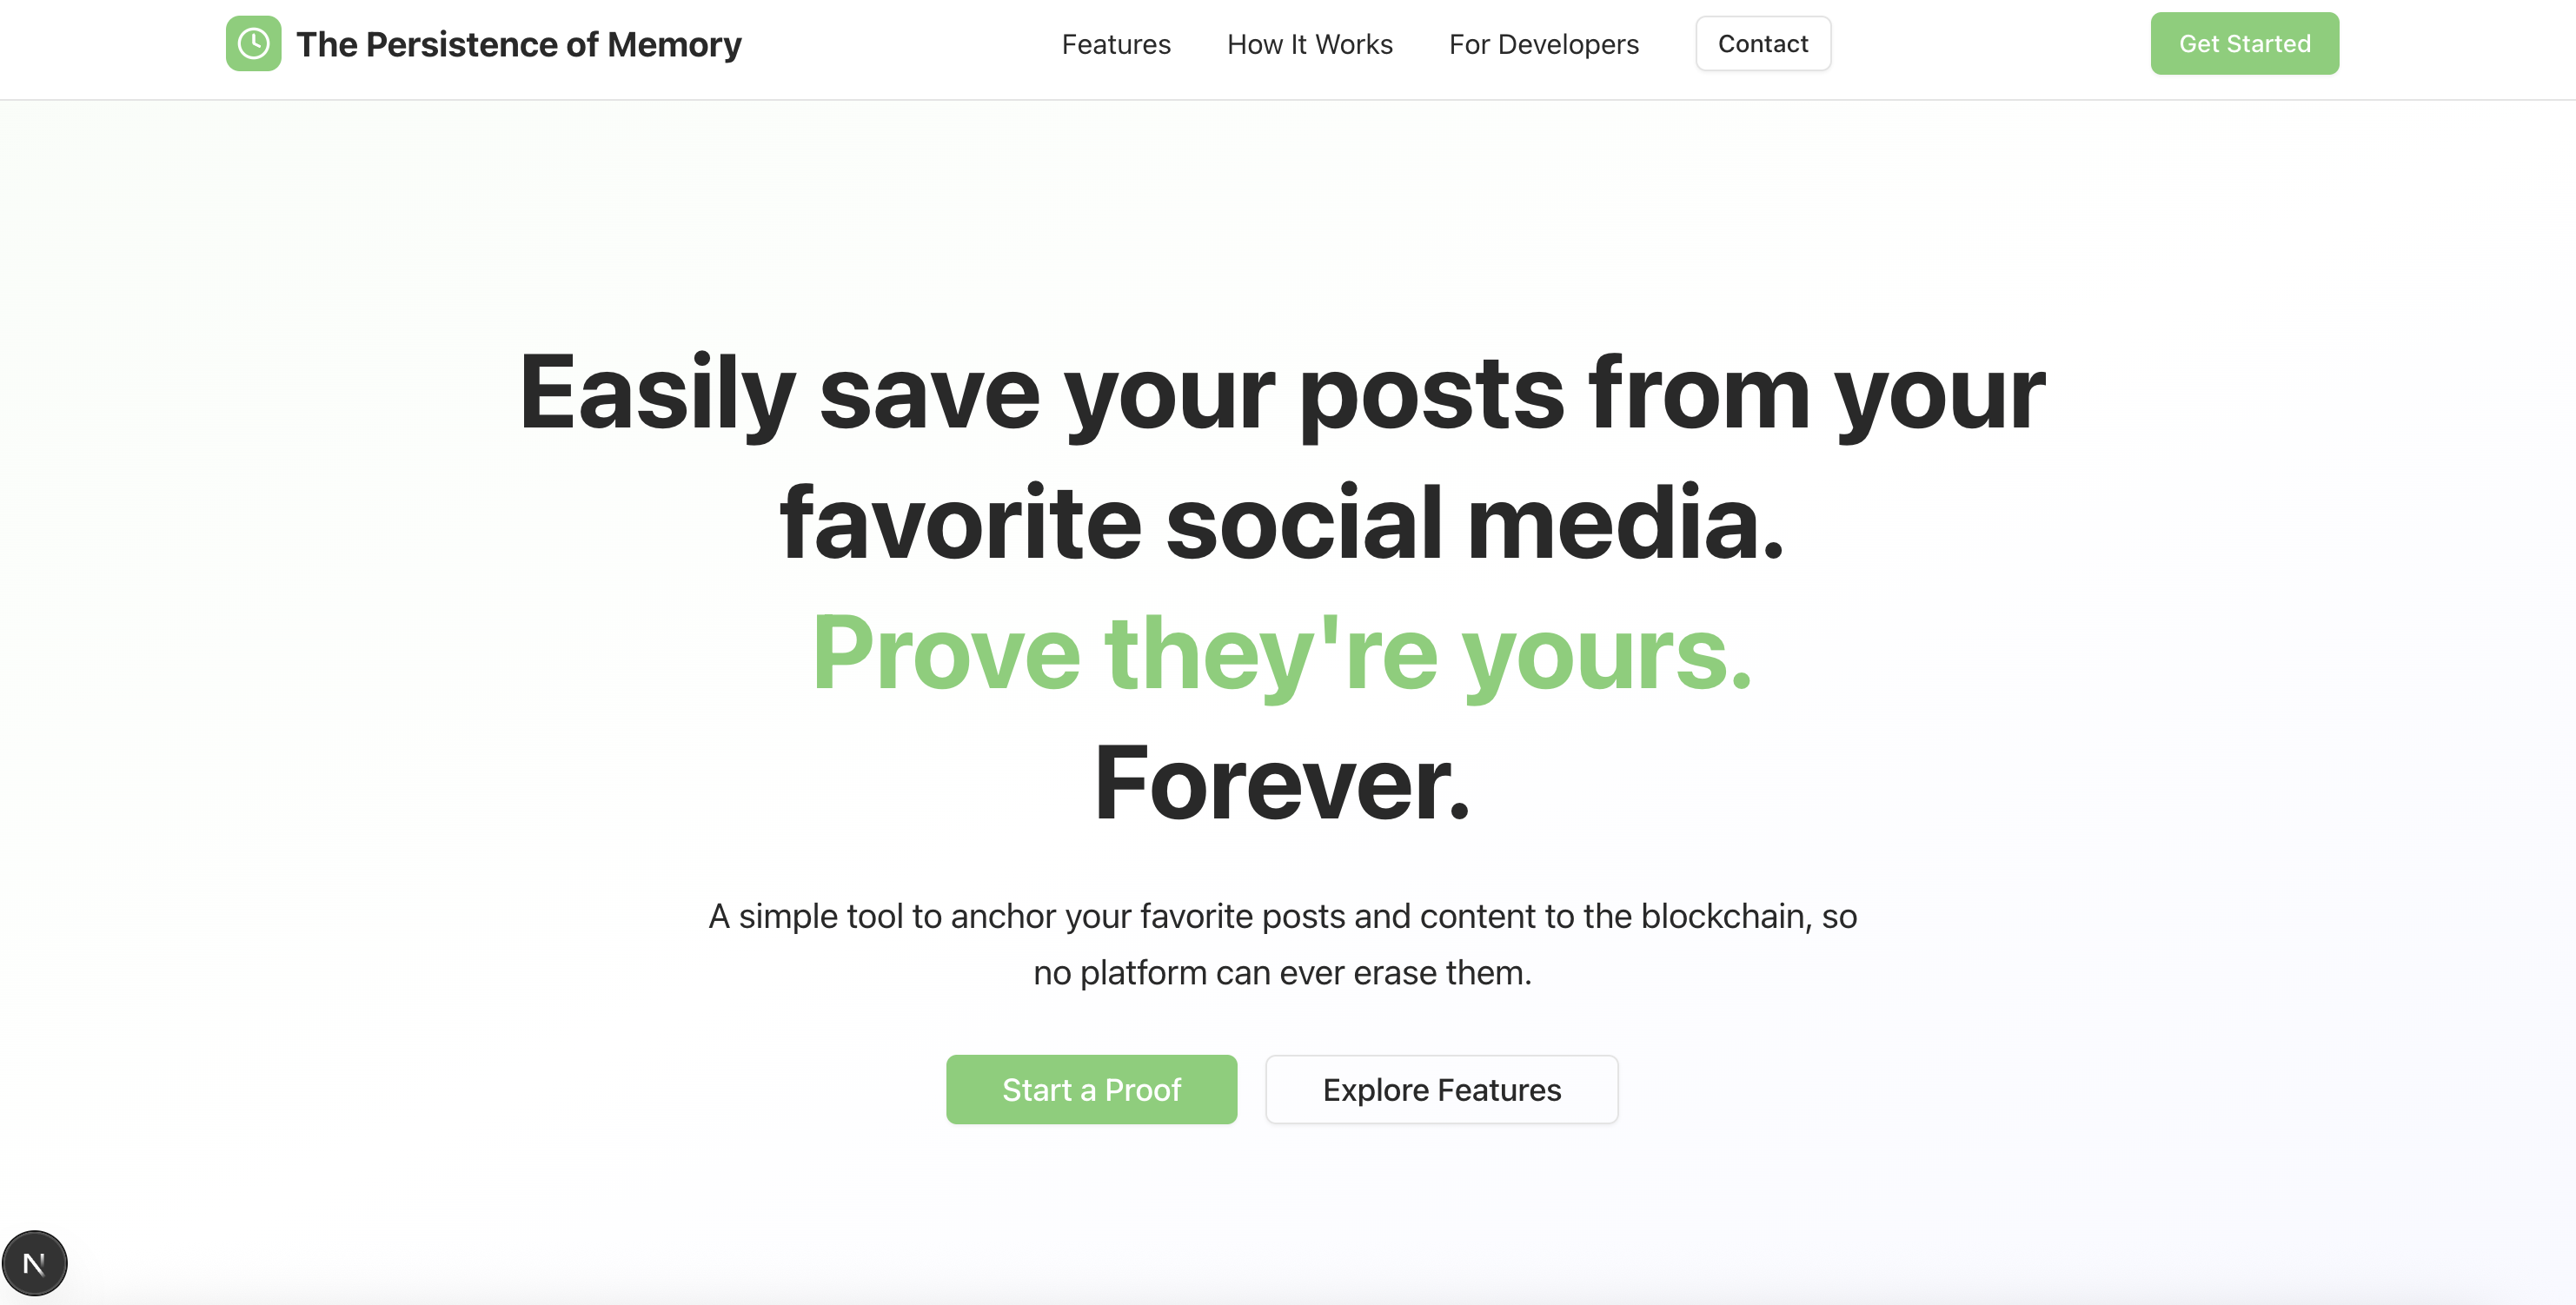 The Persistence of Memory
Features
How It Works
For Developers
Contact
Get Started
Easily save your posts from your
favorite social media.
Prove they're yours.
Forever.
A simple tool to anchor your favorite posts and content to the blockchain, so
no platform can ever erase them.
Start a Proof
Explore Features
N